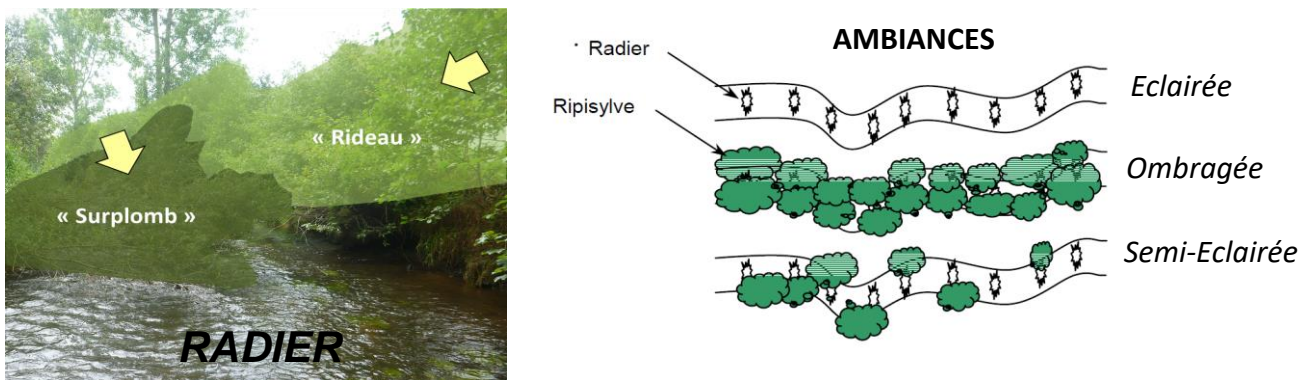 « Rideau »
« Surplomb »
RADIER
AMBIANCES
Radier
Ripisylve
Eclairée
Ombragée
Semi-Eclairée